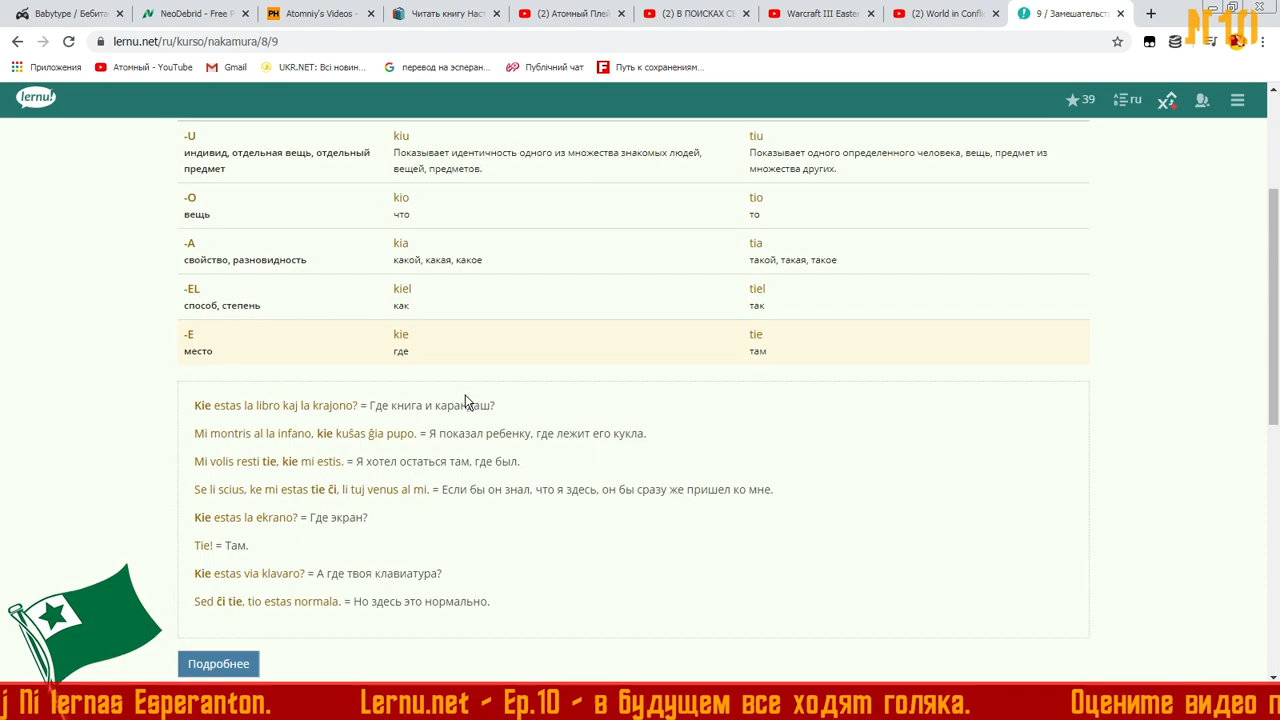 Babytype / Бебита
NeoDebrid - Free P
Atomniy's Videos -
Читать книгу Наст
(2) Атомный Плей
(2) В ПОИСКАХ СЕ
Warcraft III Easter
(2) World in Conflic
9 / Замешательс
№10
lernu.net/ru/kurso/nakamura/8/9
Приложения
Атомный - YouTube
Gmail
UKR.NET: Всі новин...
перевод на эсперан...
Публічний чат
Путь к сохранениям...
lernu!
39
ru
-U
kiu
tiu
индивид, отдельная вещь, отдельный предмет
Показывает идентичность одного из множества знакомых людей, вещей, предметов.
Показывает одного определенного человека, вещь, предмет из множества других.
-O
kio
tio
вещь
что
то
-A
kia
tia
свойство, разновидность
какой, какая, какое
такой, такая, такое
-EL
kiel
tiel
способ, степень
как
так
-E
kie
tie
место
где
там
Kie estas la libro kaj la krajono? = Где книга и карандаш?
Mi montris al la infano, kie kuŝas ĝia pupo. = Я показал ребенку, где лежит его кукла.
Mi volis resti tie, kie mi estis. = Я хотел остаться там, где был.
Se li scius, ke mi estas tie ĉi, li tuj venus al mi. = Если бы он знал, что я здесь, он бы сразу же пришел ко мне.
Kie estas la ekrano? = Где экран?
Tie! = Там.
Kie estas via klavaro? = А где твоя клавиатура?
Sed ĉi tie, tio estas normala. = Но здесь это нормально.
Подробнее
j Ni lernas Esperanton. Lernu.net - Ep.10 - в будущем все ходят голяка. Оцените видео п